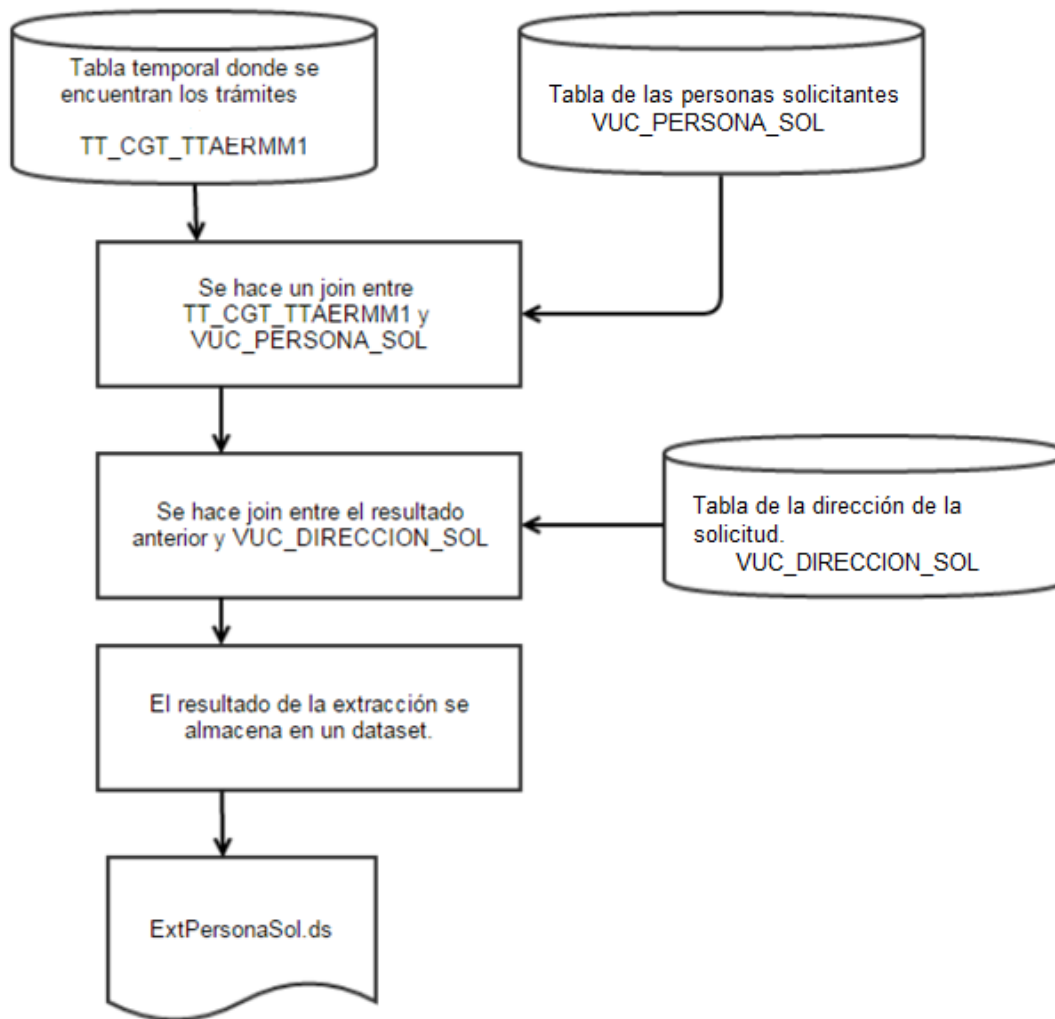 Tabla temporal donde se
encuentran los trámites
TT_CGT_TTAERMM1
Tabla de las personas solicitantes
VUC_PERSONA_SOL
Se hace un join entre
TT_CGT_TTAERMM1 y
VUC_PERSONA_SOL
Se hace join entre el resultado
anterior y VUC_DIRECCION_SOL
Tabla de la dirección de la
solicitud.
VUC_DIRECCION_SOL
El resultado de la extracción se
almacena en un dataset.
ExtPersonaSol.ds